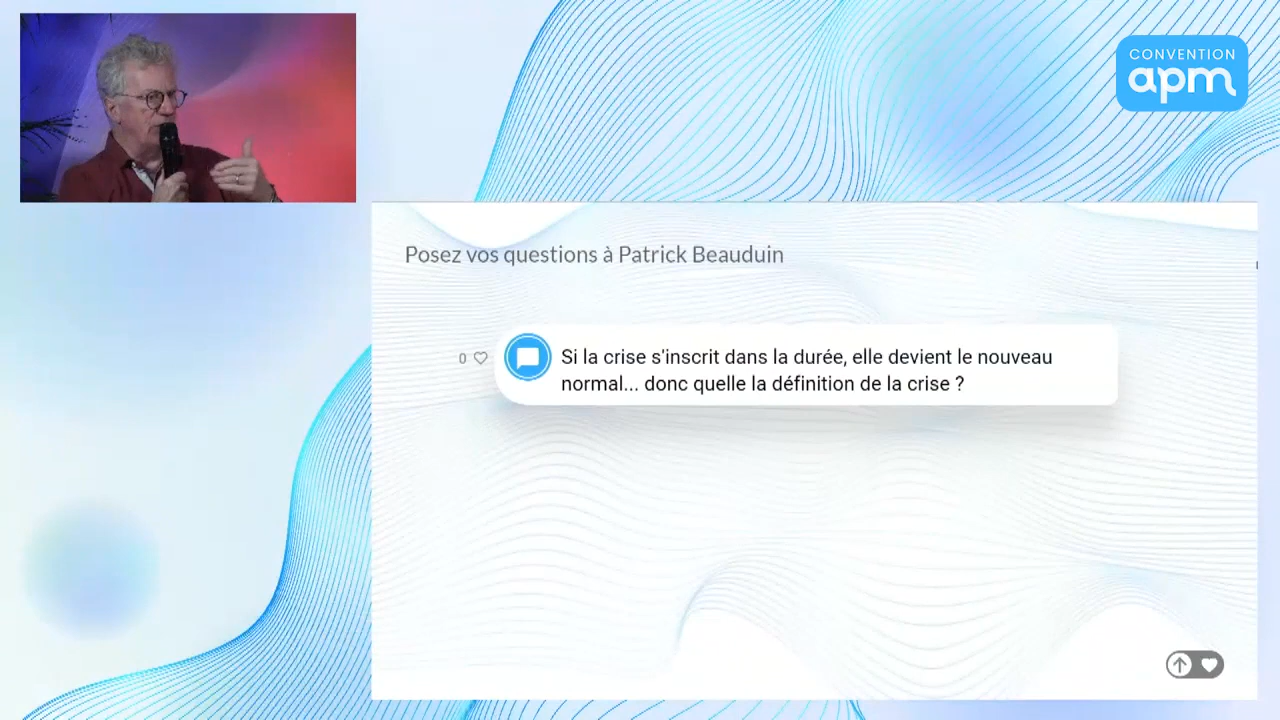 CONVENTION
apm
Posez vos questions à Patrick Beauduin
0
Si la crise s'inscrit dans la durée, elle devient le nouveau
normal... donc quelle la définition de la crise ?